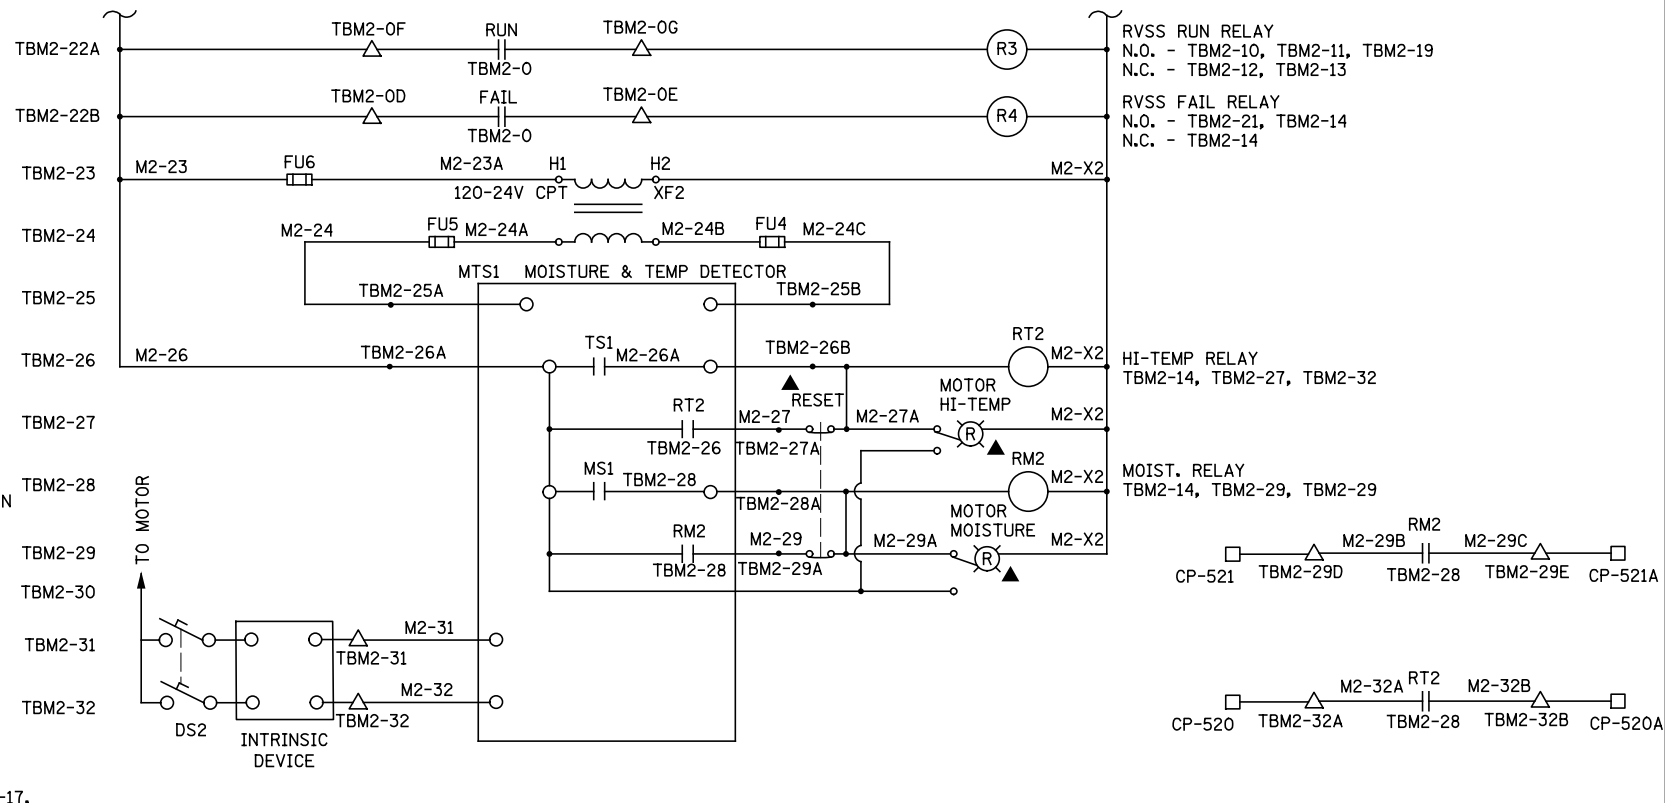 TBM2-22A
TBM2-0F
RUN
TBM2-0
TBM2-0G
R3
RVSS RUN RELAY
N.O. - TBM2-10, TBM2-11, TBM2-19
N.C. - TBM2-12, TBM2-13
TBM2-22B
TBM2-0D
FAIL
TBM2-0
TBM2-0E
R4
RVSS FAIL RELAY
N.O. - TBM2-21, TBM2-14
N.C. - TBM2-14
TBM2-23
M2-23
FU6
M2-23A
H1
H2
M2-X2
120-24V CPT
XF2
TBM2-24
M2-24
FU5
M2-24A
M2-24B
FU4
M2-24C
MTS1 MOISTURE & TEMP DETECTOR
TBM2-25
TBM2-25A
TBM2-25B
TBM2-26
M2-26
TBM2-26A
TS1
M2-26A
TBM2-26B
RT2
M2-X2
HI-TEMP RELAY
TBM2-14, TBM2-27, TBM2-32
TBM2-27
RT2
TBM2-26
M2-27
TBM2-27A
RESET
M2-27A
MOTOR
HI-TEMP
R
M2-X2
N
TBM2-28
MS1
TBM2-28
TBM2-28A
RM2
M2-X2
MOIST. RELAY
TBM2-14, TBM2-29, TBM2-29
TBM2-29
RM2
TBM2-28
M2-29
TBM2-29A
M2-29A
MOTOR
MOISTURE
R
M2-X2
CP-521
TBM2-29D
M2-29B
RM2
TBM2-28
M2-29C
TBM2-29E
CP-521A
TBM2-30
TO MOTOR
TBM2-31
M2-31
TBM2-31
TBM2-32
DS2
INTRINSIC
DEVICE
M2-32
TBM2-32
CP-520
TBM2-32A
M2-32A
RT2
TBM2-28
M2-32B
TBM2-32B
CP-520A
-17,